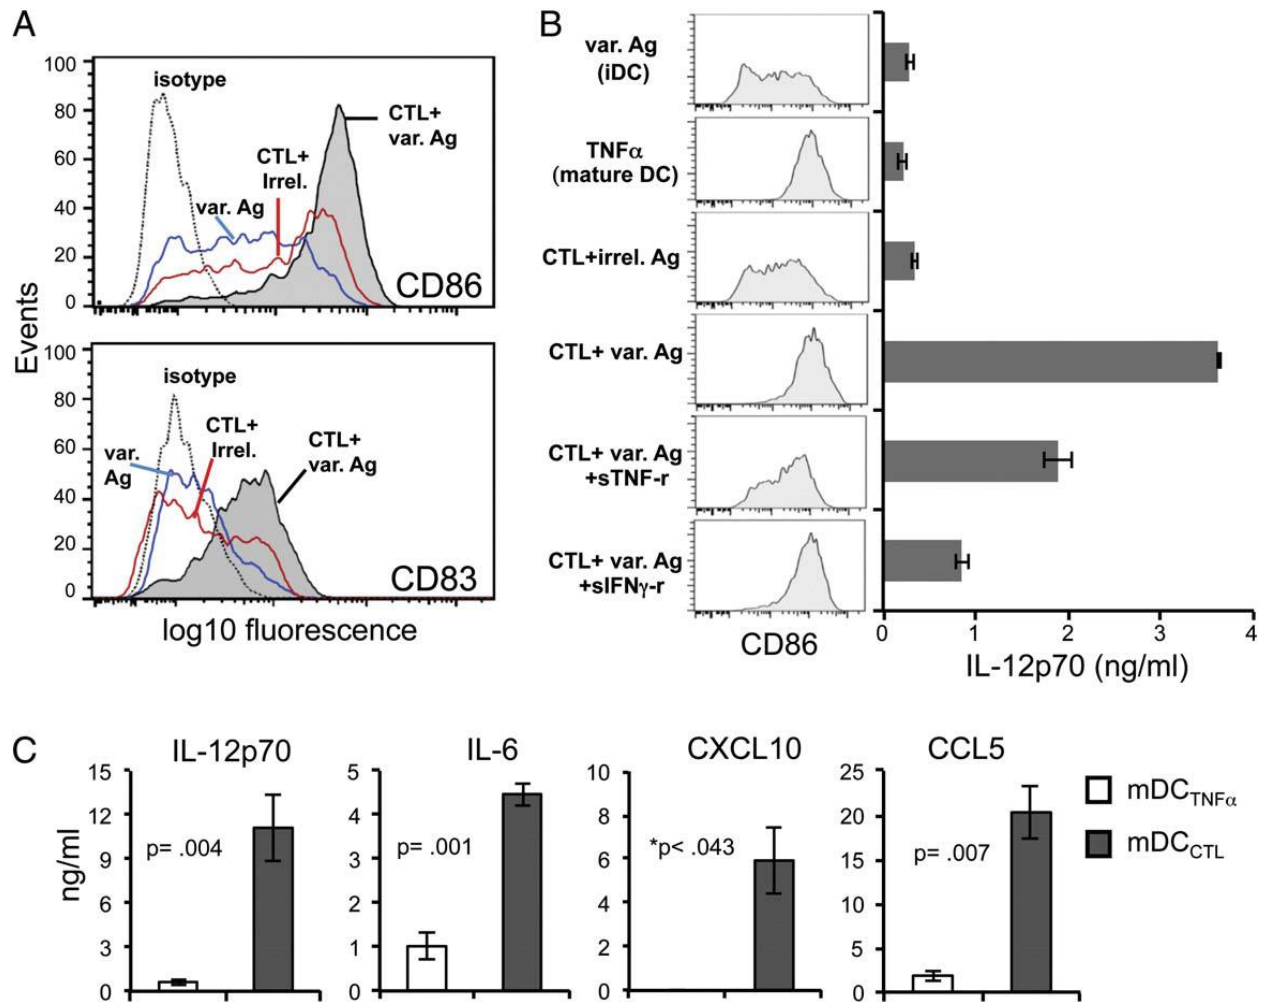 A
100
80
60
40
20
0
isotype
CTL+
var. Ag
CTL+
Irrel.
var. Ag
CD86
Events
100
80
60
40
20
0
isotype
var.
Ag
CTL+
Irrel.
CTL+
var. Ag
CD83
log10 fluorescence
B
var. Ag
(iDC)
TNFα
(mature DC)
CTL+irrel. Ag
CTL+ var. Ag
CTL+ var. Ag
+sTNF-r
CTL+ var. Ag
+sIFNγ-r
CD86
0 1 2 3 4
IL-12p70 (ng/ml)
C
ng/ml
IL-12p70
15
12
9
6
3
0
p= .004
IL-6
5
4
3
2
1
0
p= .001
CXCL10
10
8
6
4
2
0
*p< .043
CCL5
25
20
15
10
5
0
p= .007
mDCTNFα
mDCCTL